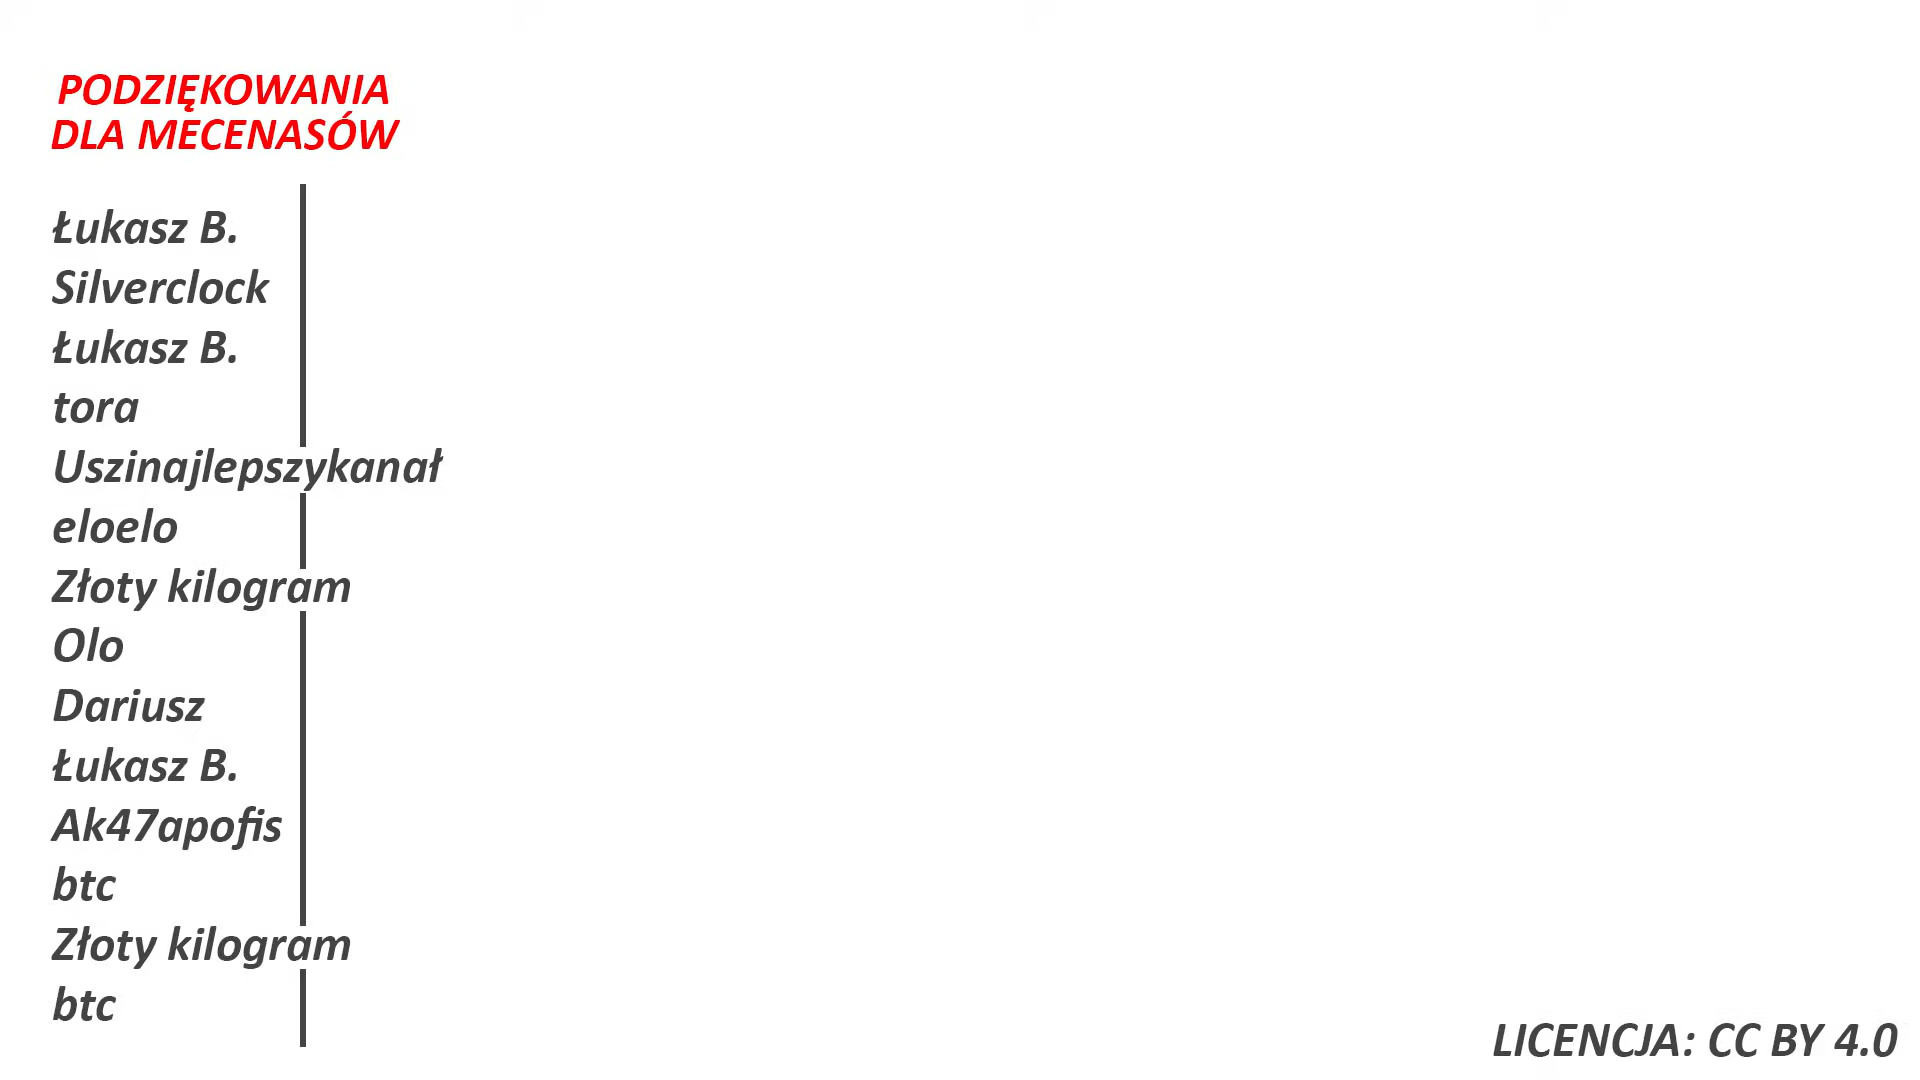 PODZIĘKOWANIA
DLA MECENASÓW
Łukasz B.
Silverclock
Łukasz B.
tora
Uszinajlepszykanał
eloelo
Złoty kilogram
Olo
Dariusz
Łukasz B.
Ak47apofis
btc
Złoty kilogram
btc
LICENCJA: CC BY 4.0